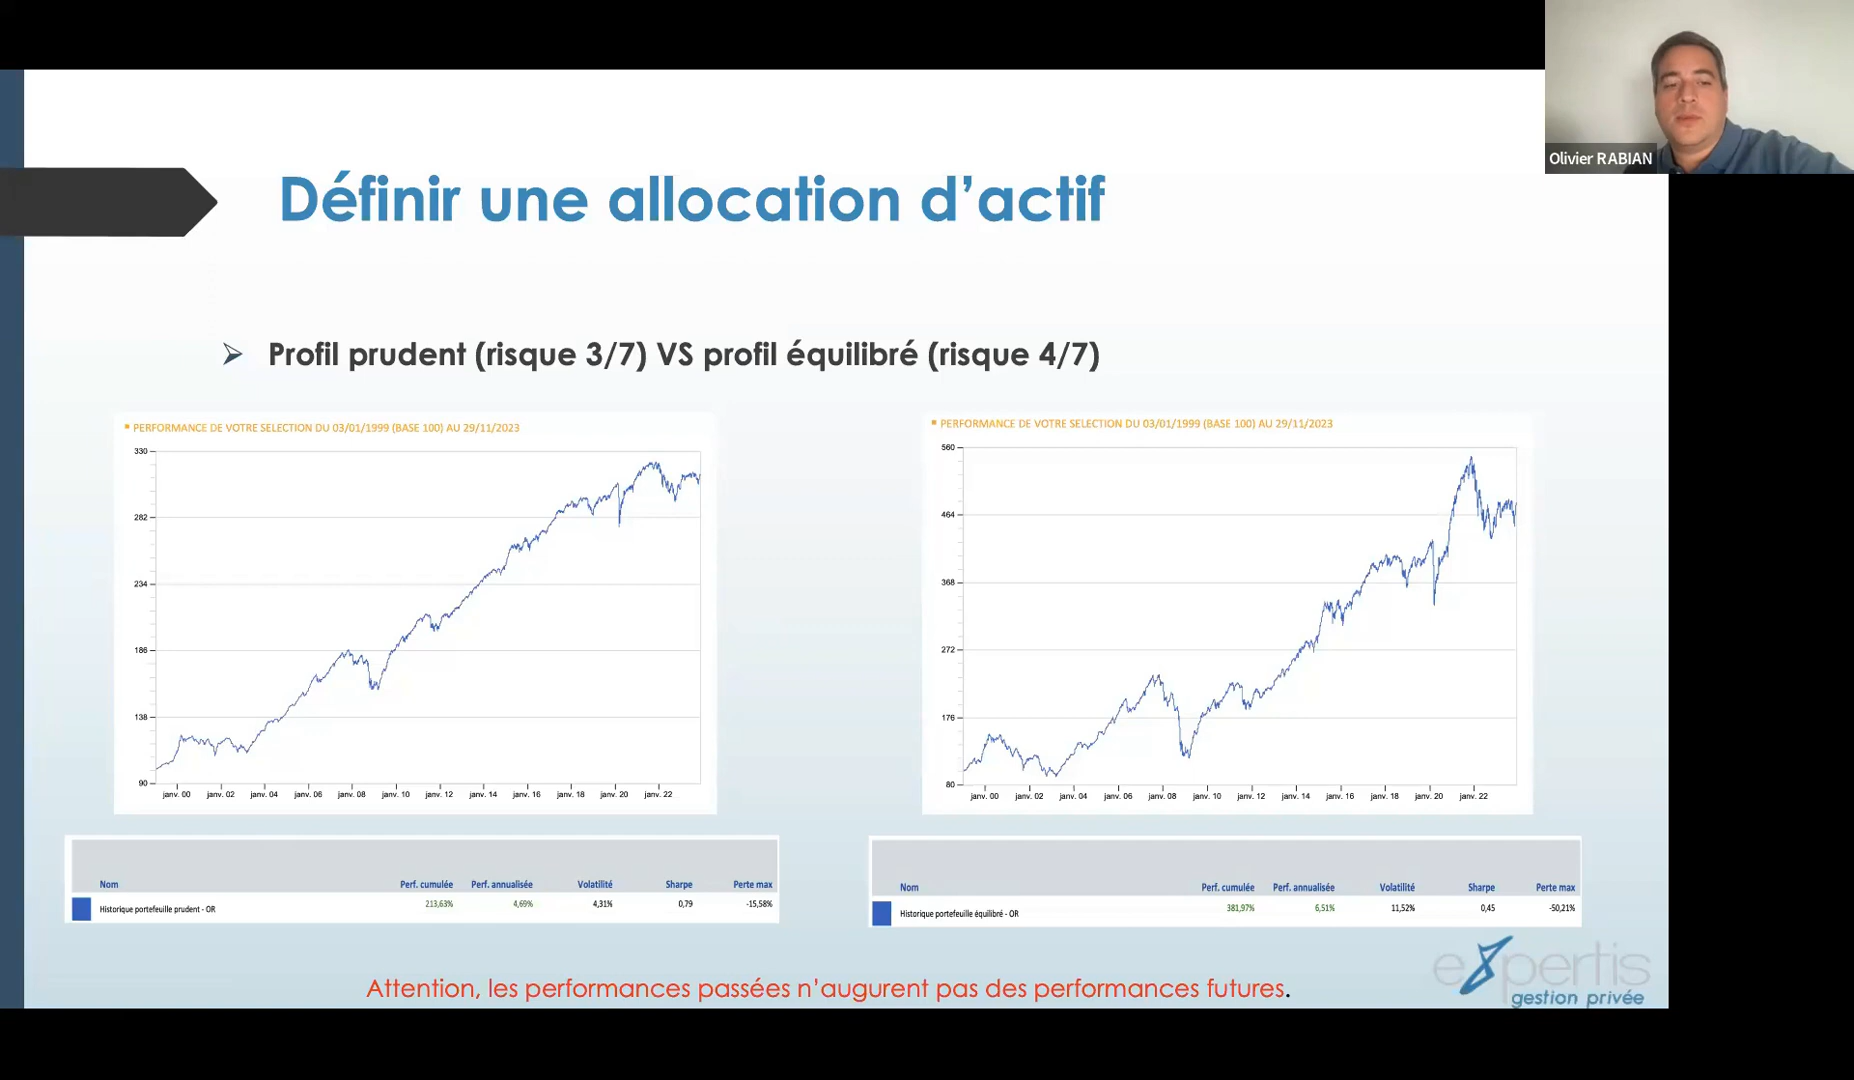 Olivier RABIAN
Définir une allocation d’actif
Profil prudent (risque 3/7) VS profil équilibré (risque 4/7)
PERFORMANCE DE VOTRE SELECTION DU 03/01/1999 (BASE 100) AU 29/11/2023
330
282
234
186
138
90
janv. 00 janv. 02 janv. 04 janv. 06 janv. 08 janv. 10 janv. 12 janv. 14 janv. 16 janv. 18 janv. 20 janv. 22
Nom Perf. cumulée Perf. annualisée Volatilité Sharpe Perte max
Historique portefeuille prudent - OR 213,63% 4,69% 4,31% 0,79 -15,58%
PERFORMANCE DE VOTRE SELECTION DU 03/01/1999 (BASE 100) AU 29/11/2023
560
464
368
272
176
80
janv. 00 janv. 02 janv. 04 janv. 06 janv. 08 janv. 10 janv. 12 janv. 14 janv. 16 janv. 18 janv. 20 janv. 22
Nom Perf. cumulée Perf. annualisée Volatilité Sharpe Perte max
Historique portefeuille équilibré - OR 381,97% 6,51% 11,52% 0,45 -50,21%
Attention, les performances passées n’augurent pas des performances futures.
expertis
gestion privée